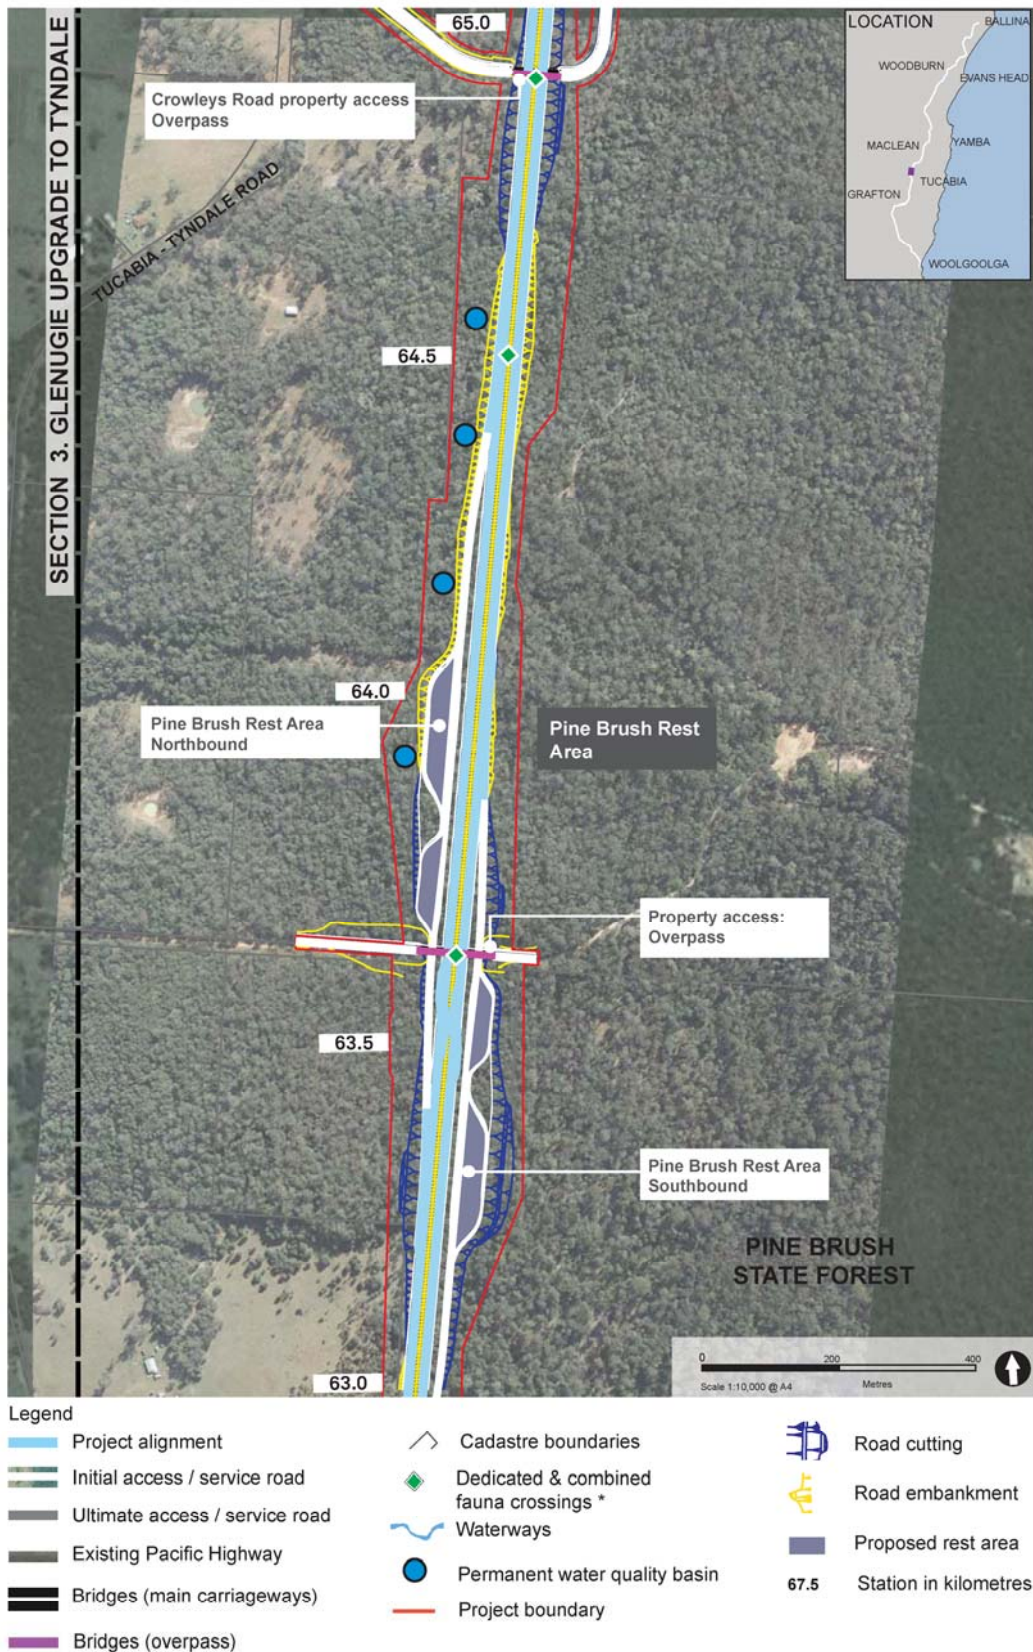 65.0
LOCATION
BALLINA
WOODBURN
EVANS HEAD
MACLEAN
YAMBA
TUCABIA
GRAFTON
WOOLGOOLGA
SECTION 3. GLENUGIE UPGRADE TO TYNDALE
Crowleys Road property access
Overpass
TUCABIA - TYNDALE ROAD
64.5
64.0
Pine Brush Rest Area
Northbound
Pine Brush Rest
Area
Property access:
Overpass
63.5
Pine Brush Rest Area
Southbound
PINE BRUSH
STATE FOREST
63.0
0 200 400
Scale 1:10,000 @ A4 Metres
Legend
Project alignment
Initial access / service road
Ultimate access / service road
Existing Pacific Highway
Bridges (main carriageways)
Bridges (overpass)
Cadastre boundaries
Dedicated & combined
fauna crossings *
Waterways
Permanent water quality basin
Project boundary
Road cutting
Road embankment
Proposed rest area
67.5 Station in kilometres